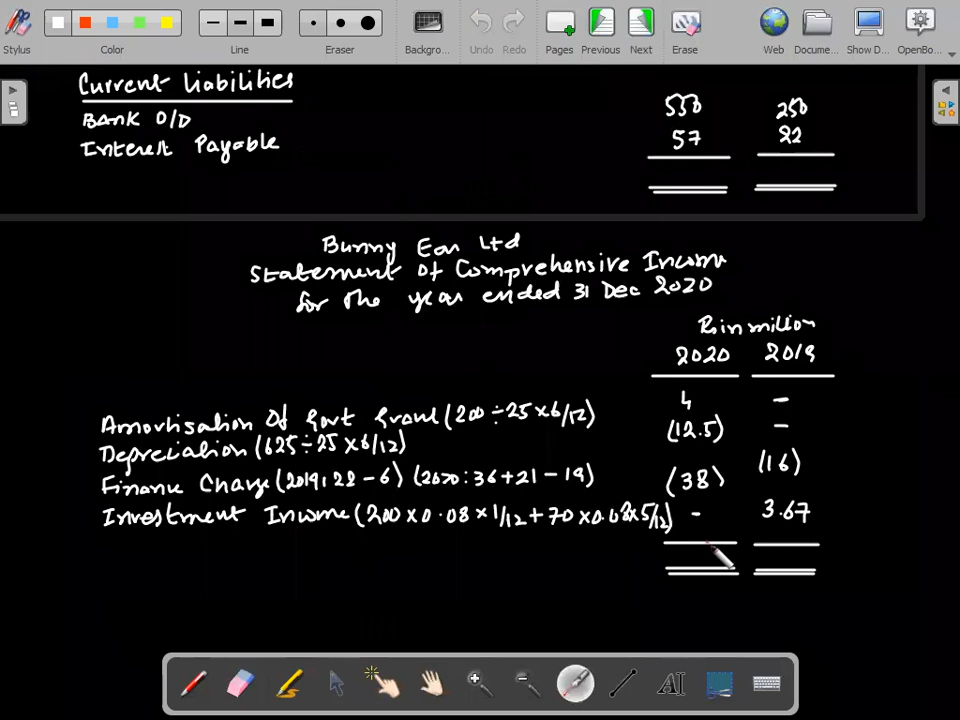 Stylus Color Line Eraser Backgro... Undo Redo Pages Previous Next Erase Web Docume... Show D... OpenBo...
Current Liabilities
Bank O/D 550 250
Interest Payable 57 22
Bunny Ear Ltd
Statement Of Comprehensive Income
for the year ended 31 Dec 2020
Rs in million
2020 2019
Amortisation Of Govt Grant (200 ÷ 25 x 6/12) 4 -
Depreciation (625 ÷ 25 x 6/12) (12.5) -
Finance Charge (2019: 22 - 6) (2020: 36 + 21 - 19) (38) (16)
Investment Income (200 x 0.08 x 1/12 + 70 x 0.08 x 5/12) - 3.67